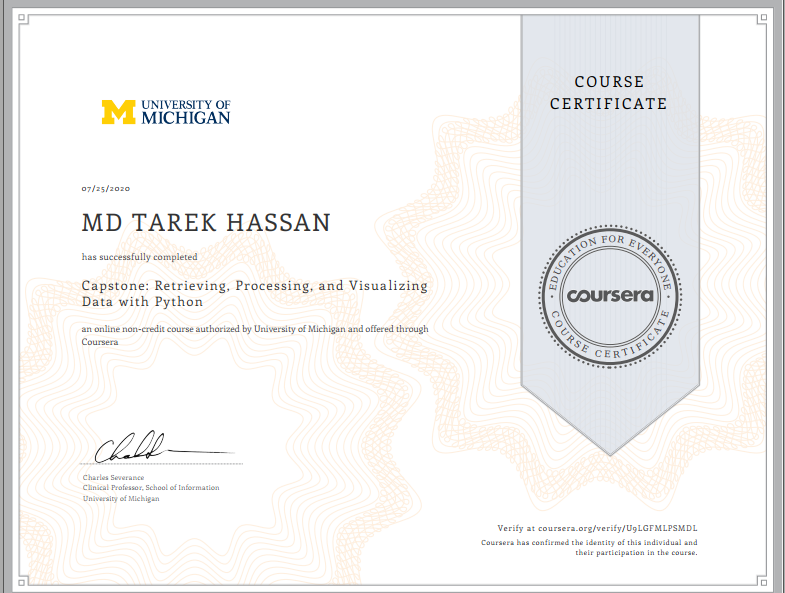 COURSE
CERTIFICATE
M UNIVERSITY OF
MICHIGAN
07/25/2020
MD TAREK HASSAN
has successfully completed
Capstone: Retrieving, Processing, and Visualizing
Data with Python
an online non-credit course authorized by University of Michigan and offered through
Coursera
EDUCATION FOR EVERYONE
coursera
COURSE CERTIFICATE
Charles Severance
Clinical Professor, School of Information
University of Michigan
Verify at coursera.org/verify/U9LGFMLPSMDL
Coursera has confirmed the identity of this individual and
their participation in the course.